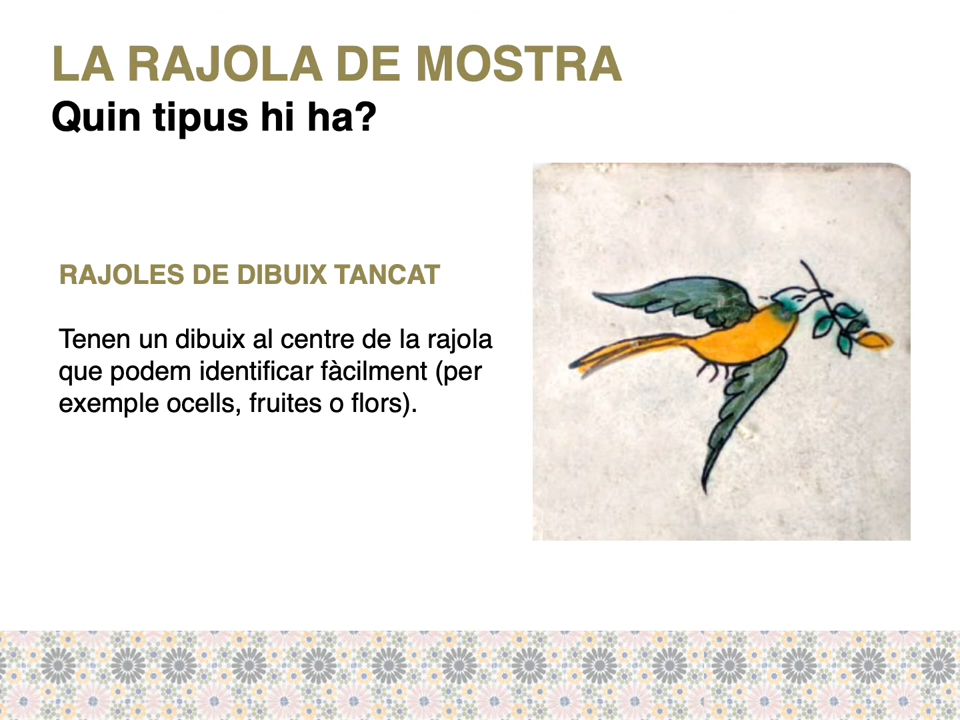 LA RAJOLA DE MOSTRA
Quin tipus hi ha?
RAJOLES DE DIBUIX TANCAT
Tenen un dibuix al centre de la rajola
que podem identificar fàcilment (per
exemple ocells, fruites o flors).